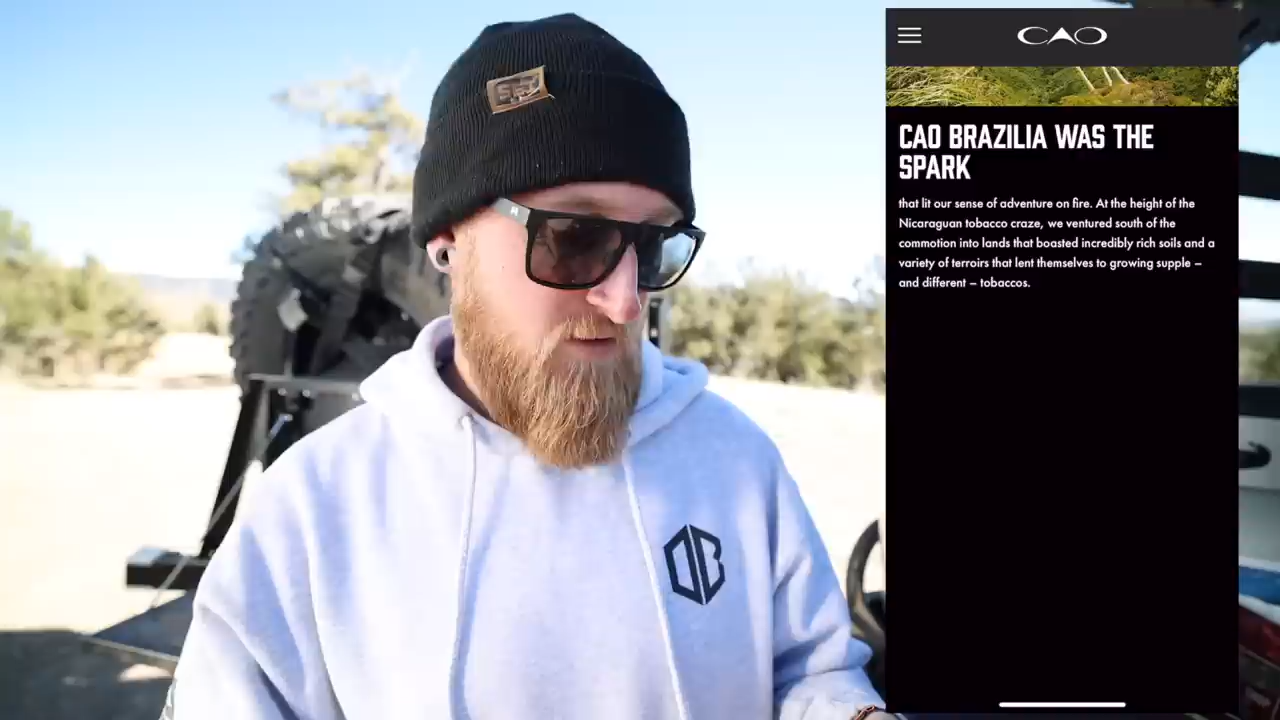 CAO
CAO BRAZILIA WAS THE
SPARK
that lit our sense of adventure on fire. At the height of the
Nicaraguan tobacco craze, we ventured south of the
commotion into lands that boasted incredibly rich soils and a
variety of terroirs that lent themselves to growing supple –
and different – tobaccos.
OB